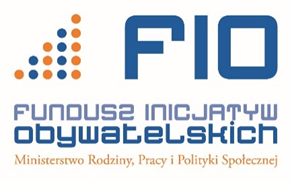 FIO
FUNDUSZ INICJATYW
obywatelskich
Ministerstwo Rodziny, Pracy i Polityki Społecznej